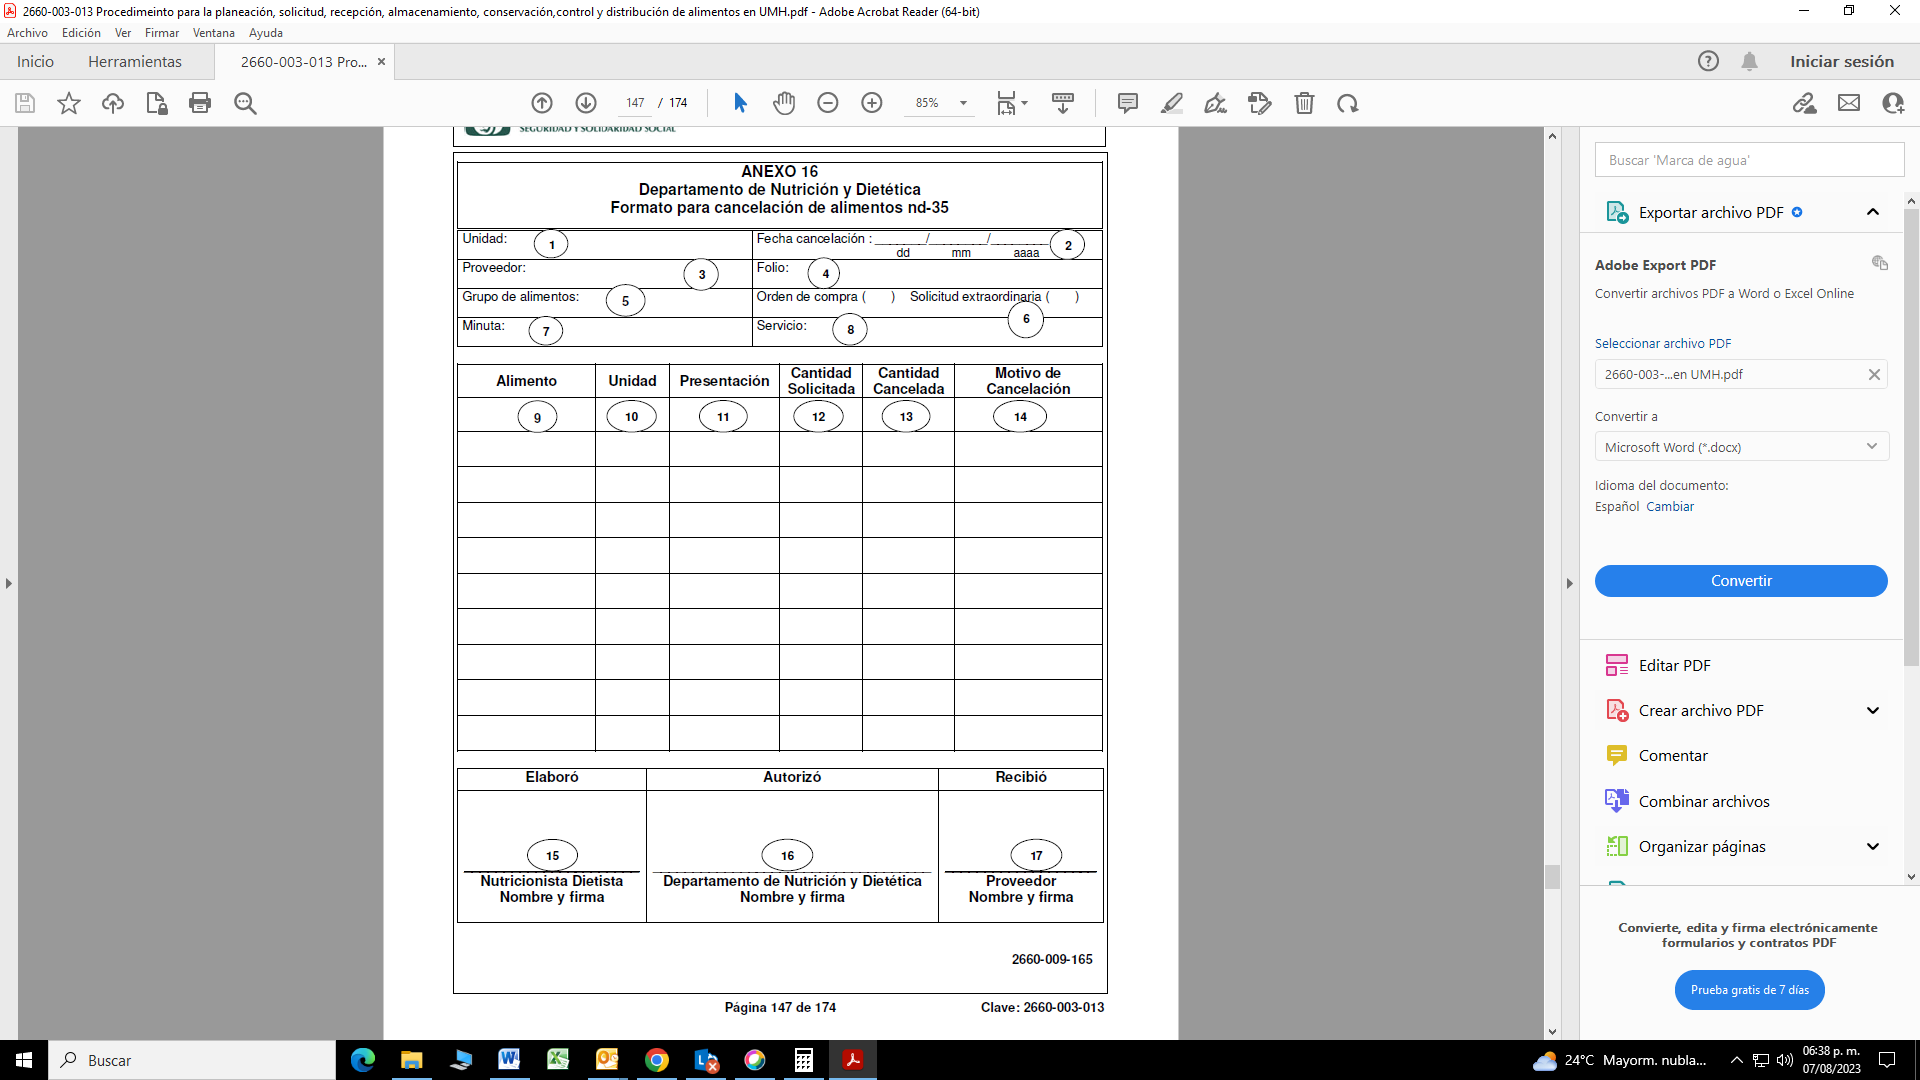 2660-003-013 Procedimeinto para la planeación, solicitud, recepción, almacenamiento, conservación,control y distribución de alimentos en UMH.pdf - Adobe Acrobat Reader (64-bit)
Archivo Edición Ver Firmar Ventana Ayuda
Inicio Herramientas 2660-003-013 Pro... × Iniciar sesión
147 / 174 85%
SEGURIDAD Y SOLIDARIDAD SOCIAL
ANEXO 16
Departamento de Nutrición y Dietética
Formato para cancelación de alimentos nd-35
Unidad: 1 Fecha cancelación : _______/________/________ 2
dd mm aaaa
Proveedor: 3 Folio: 4
Grupo de alimentos: 5 Orden de compra ( ) Solicitud extraordinaria ( )
6
Minuta: 7 Servicio: 8
Alimento Unidad Presentación Cantidad Solicitada Cantidad Cancelada Motivo de Cancelación
9 10 11 12 13 14
Elaboró Autorizó Recibió
15 16 17
Nutricionista Dietista Departamento de Nutrición y Dietética Proveedor
Nombre y firma Nombre y firma Nombre y firma
2660-009-165
Página 147 de 174 Clave: 2660-003-013
Buscar 'Marca de agua'
Exportar archivo PDF
Adobe Export PDF
Convertir archivos PDF a Word o Excel Online
Seleccionar archivo PDF
2660-003-...en UMH.pdf
Convertir a
Microsoft Word (*.docx)
Idioma del documento:
Español Cambiar
Convertir
Editar PDF
Crear archivo PDF
Comentar
Combinar archivos
Organizar páginas
Convierte, edita y firma electrónicamente
formularios y contratos PDF
Prueba gratis de 7 días
Buscar
24°C Mayorm. nubla...
06:38 p. m.
07/08/2023